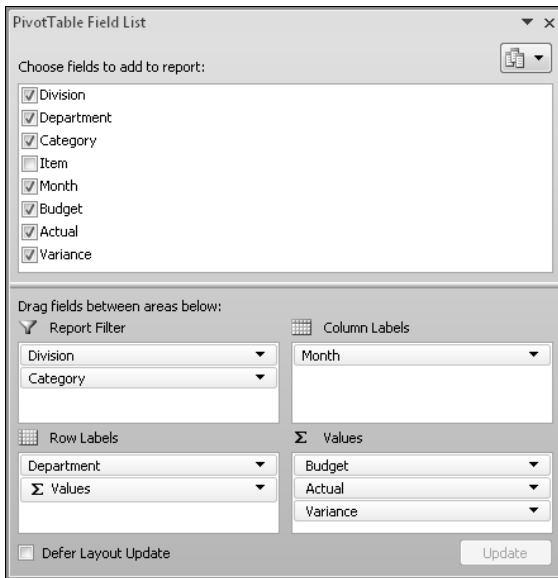 PivotTable Field List
Choose fields to add to report:
Division
Department
Category
Item
Month
Budget
Actual
Variance
Drag fields between areas below:
Report Filter
Division
Category
Column Labels
Month
Row Labels
Department
Σ Values
Σ Values
Budget
Actual
Variance
Defer Layout Update
Update